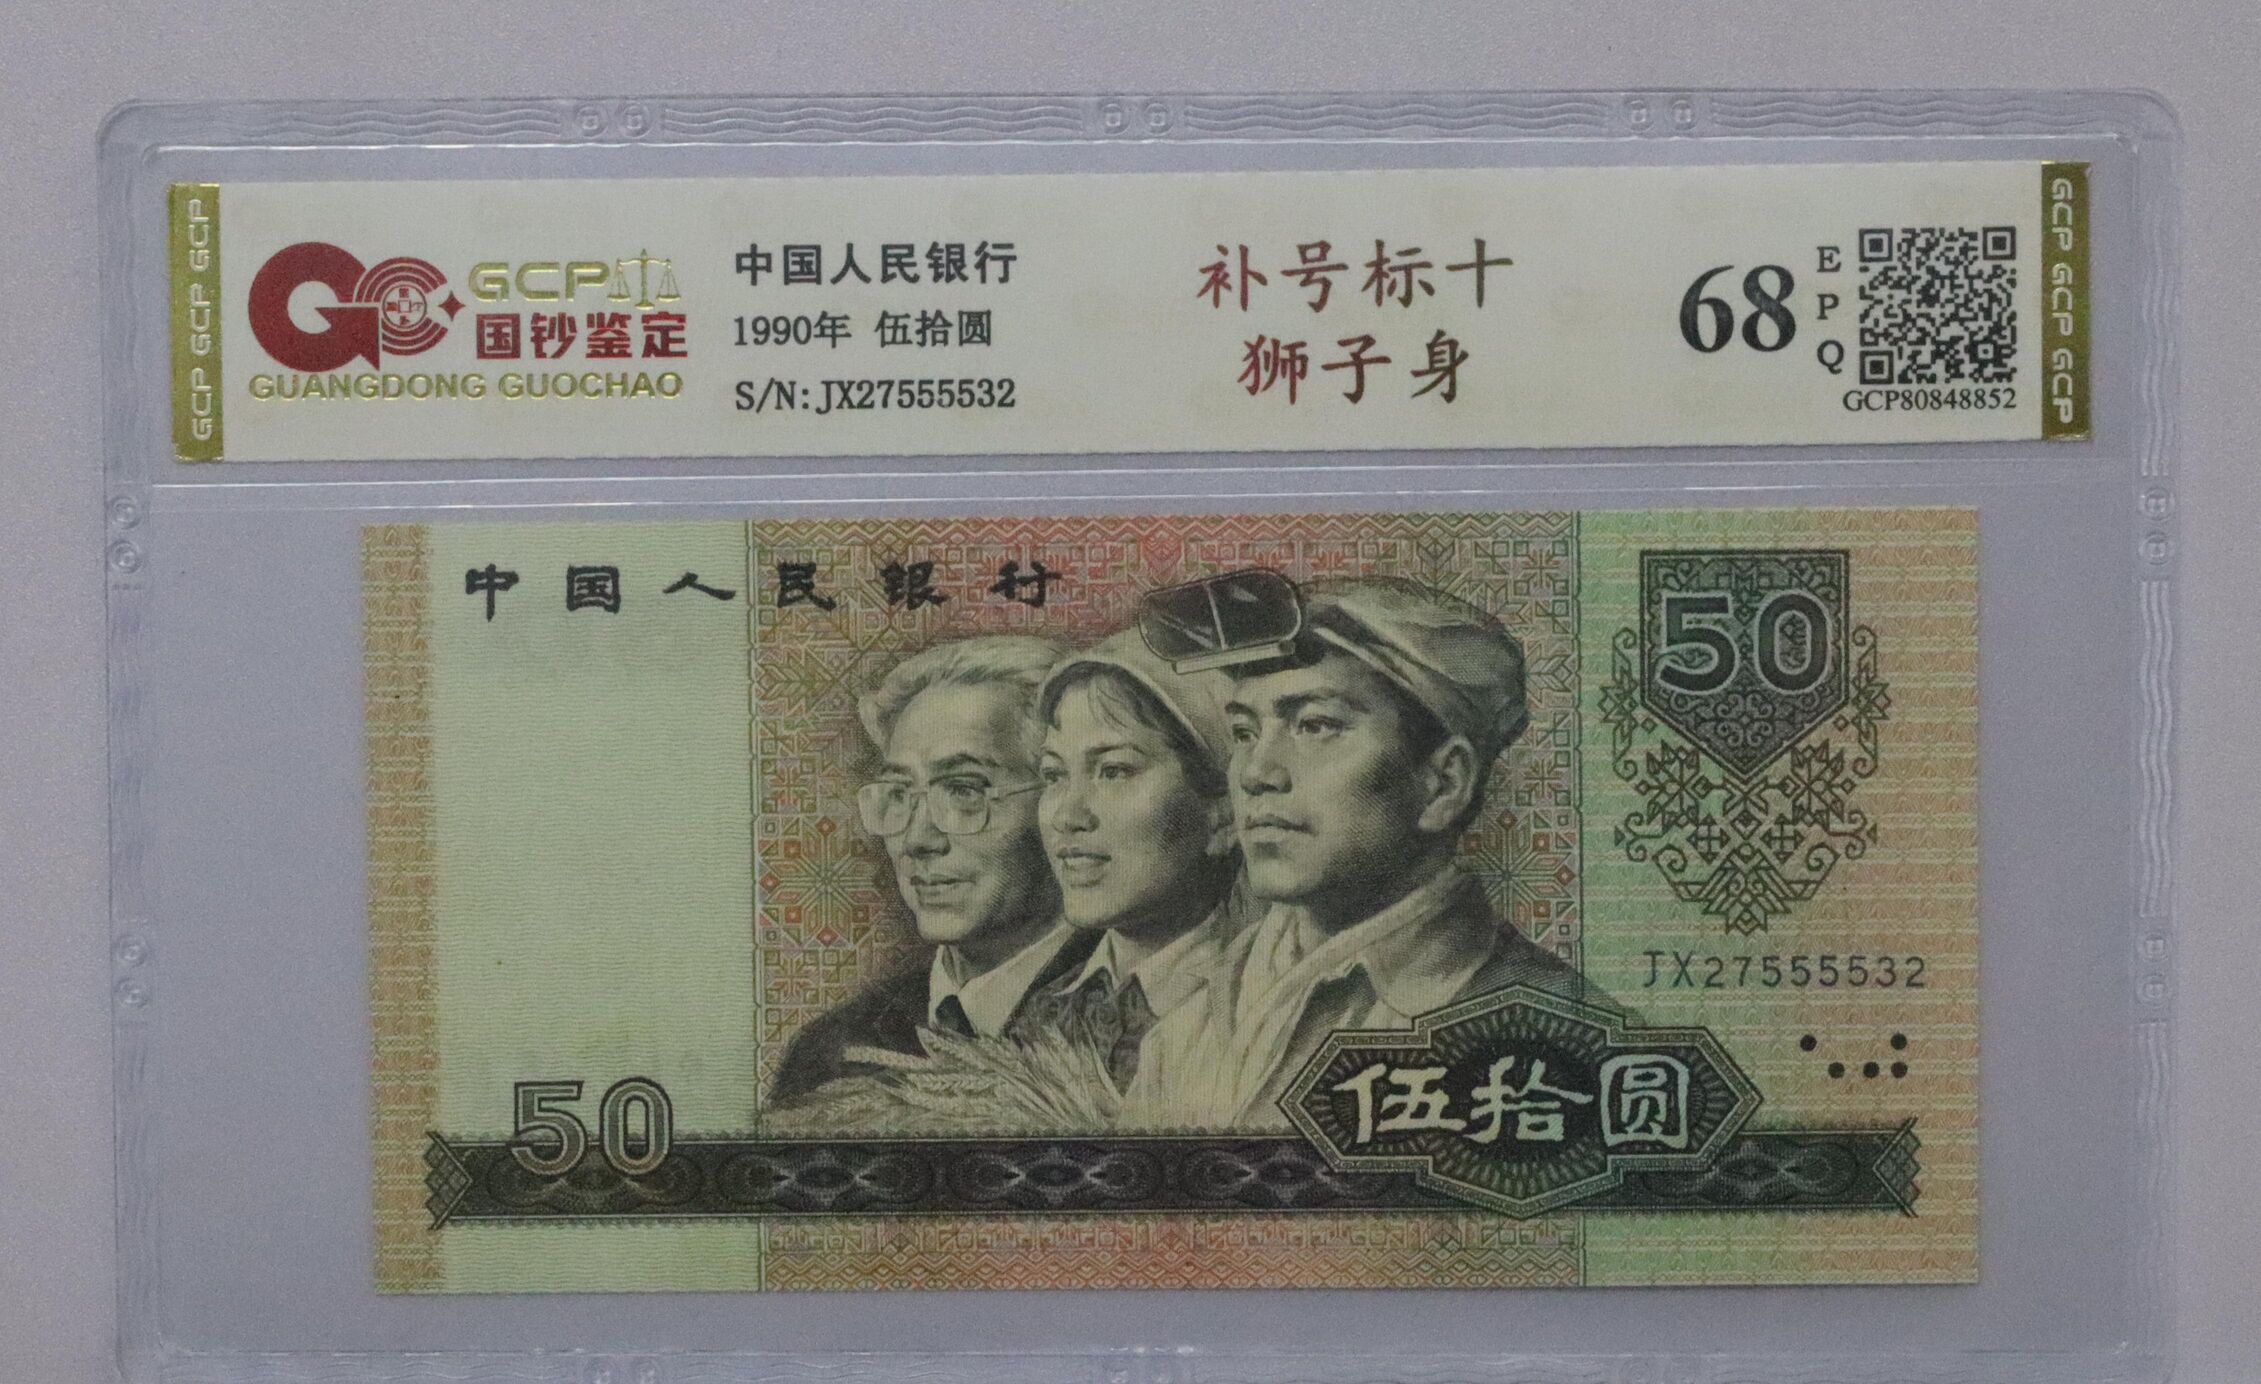 GCP GCP GCP
GCP
国钞鉴定
GUANGDONG GUOCHAO
中国人民银行
1990年 伍拾圆
S/N:JX27555532
补号标十
狮子身
68
EPQ
GCP80848852
GCP GCP GCP
中国人民银行
50
JX27555532
50
伍拾圆